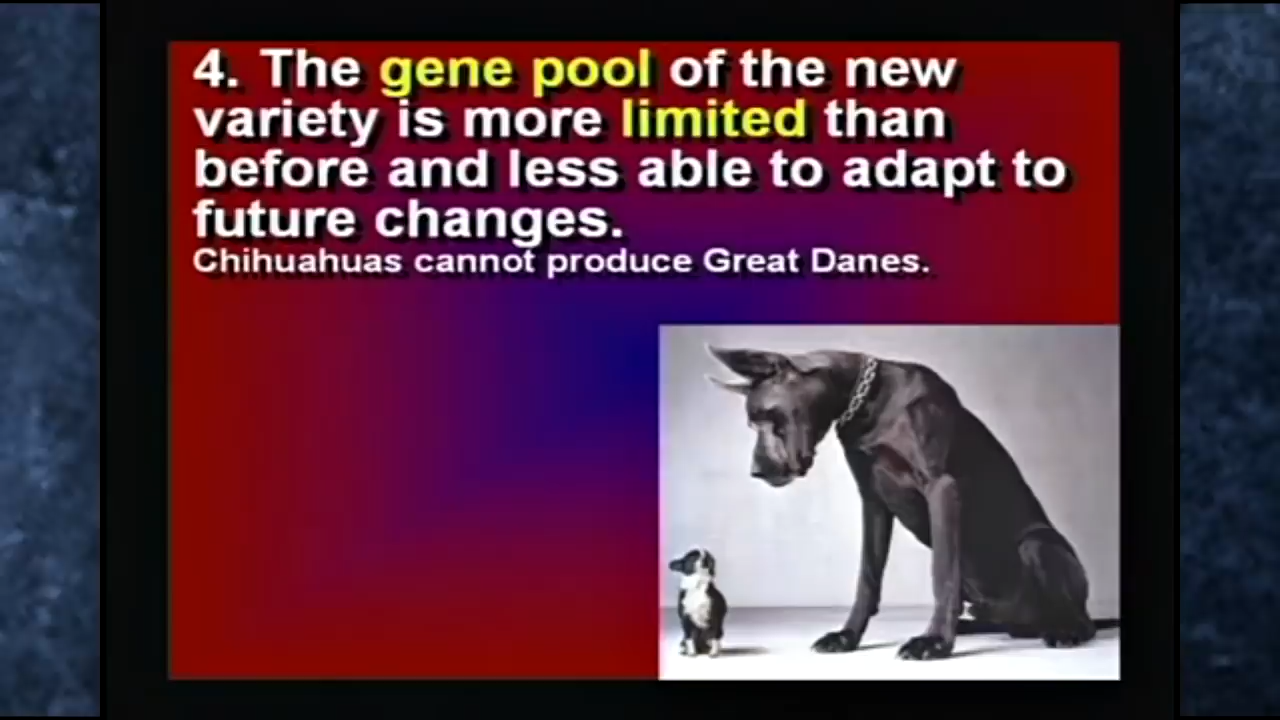 4. The gene pool of the new
variety is more limited than
before and less able to adapt to
future changes.
Chihuahuas cannot produce Great Danes.